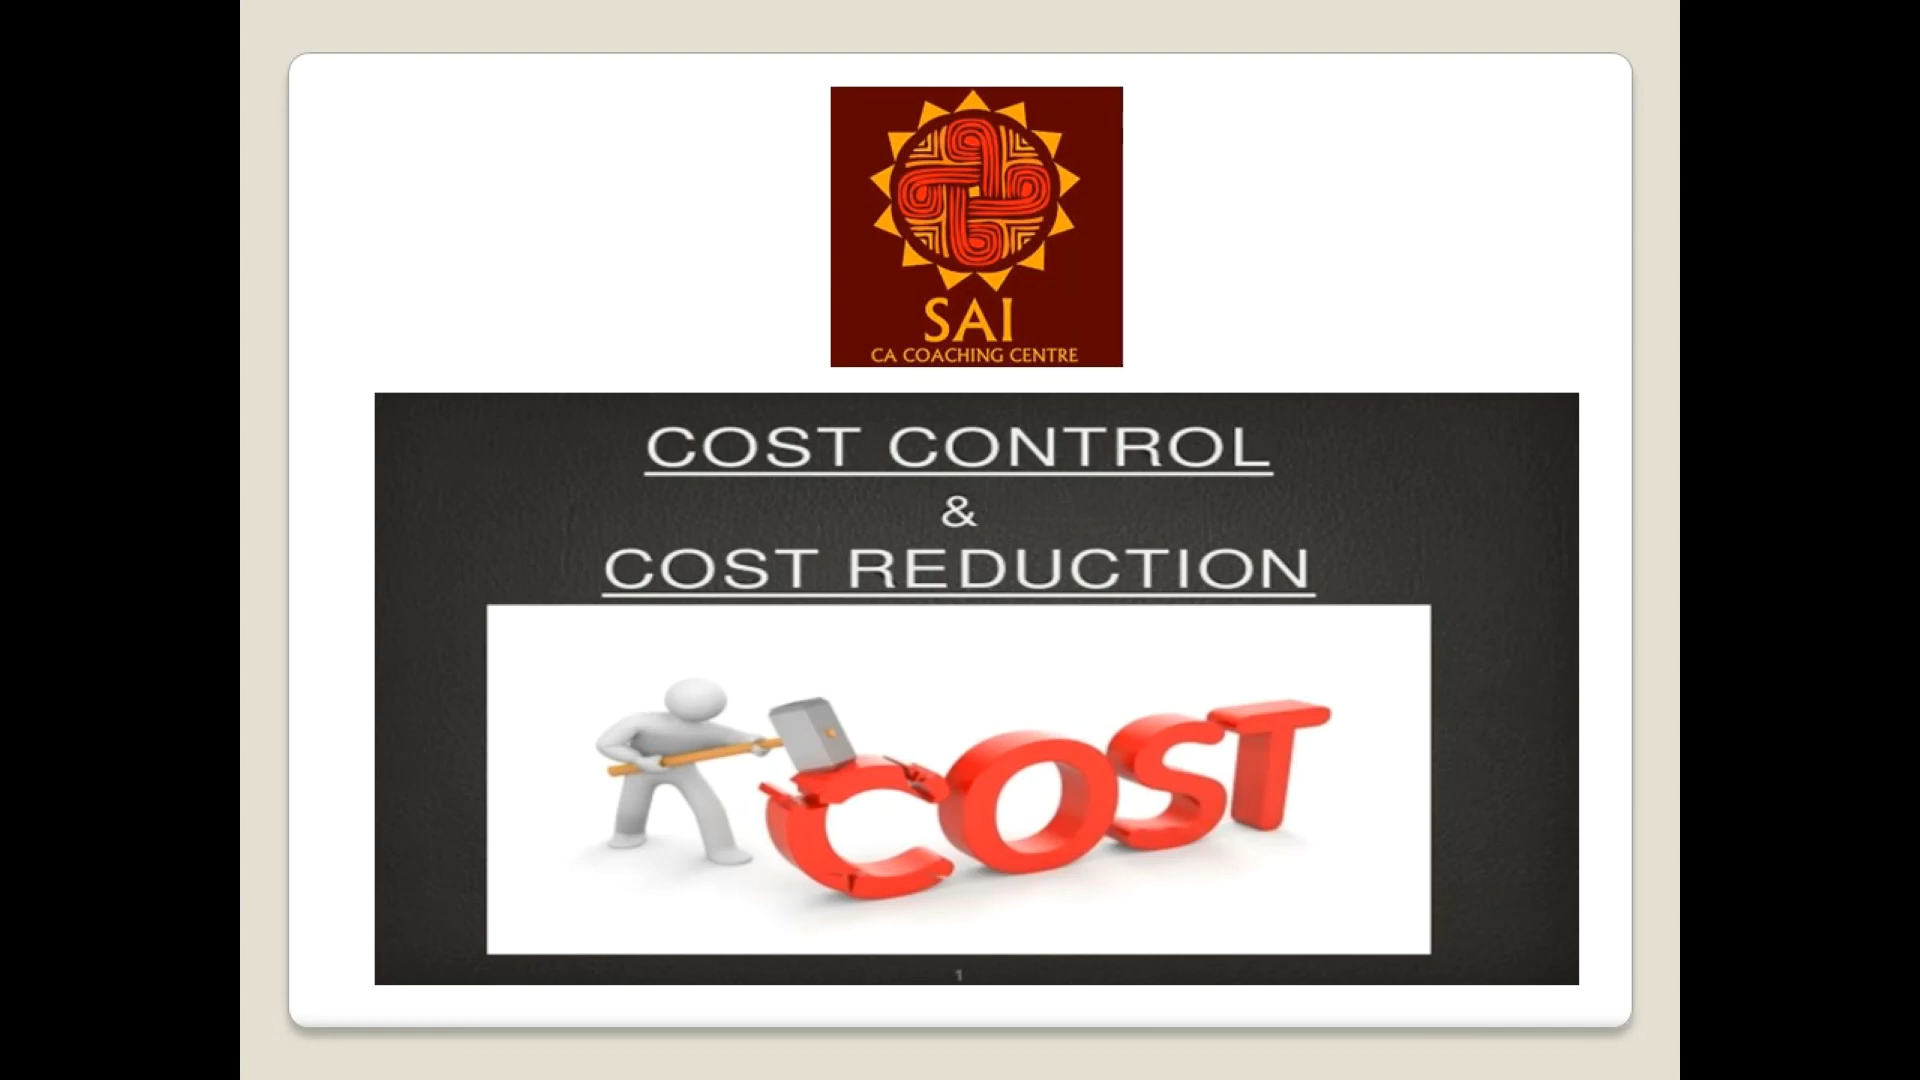 SAI
CA COACHING CENTRE
COST CONTROL
&
COST REDUCTION
COST
1